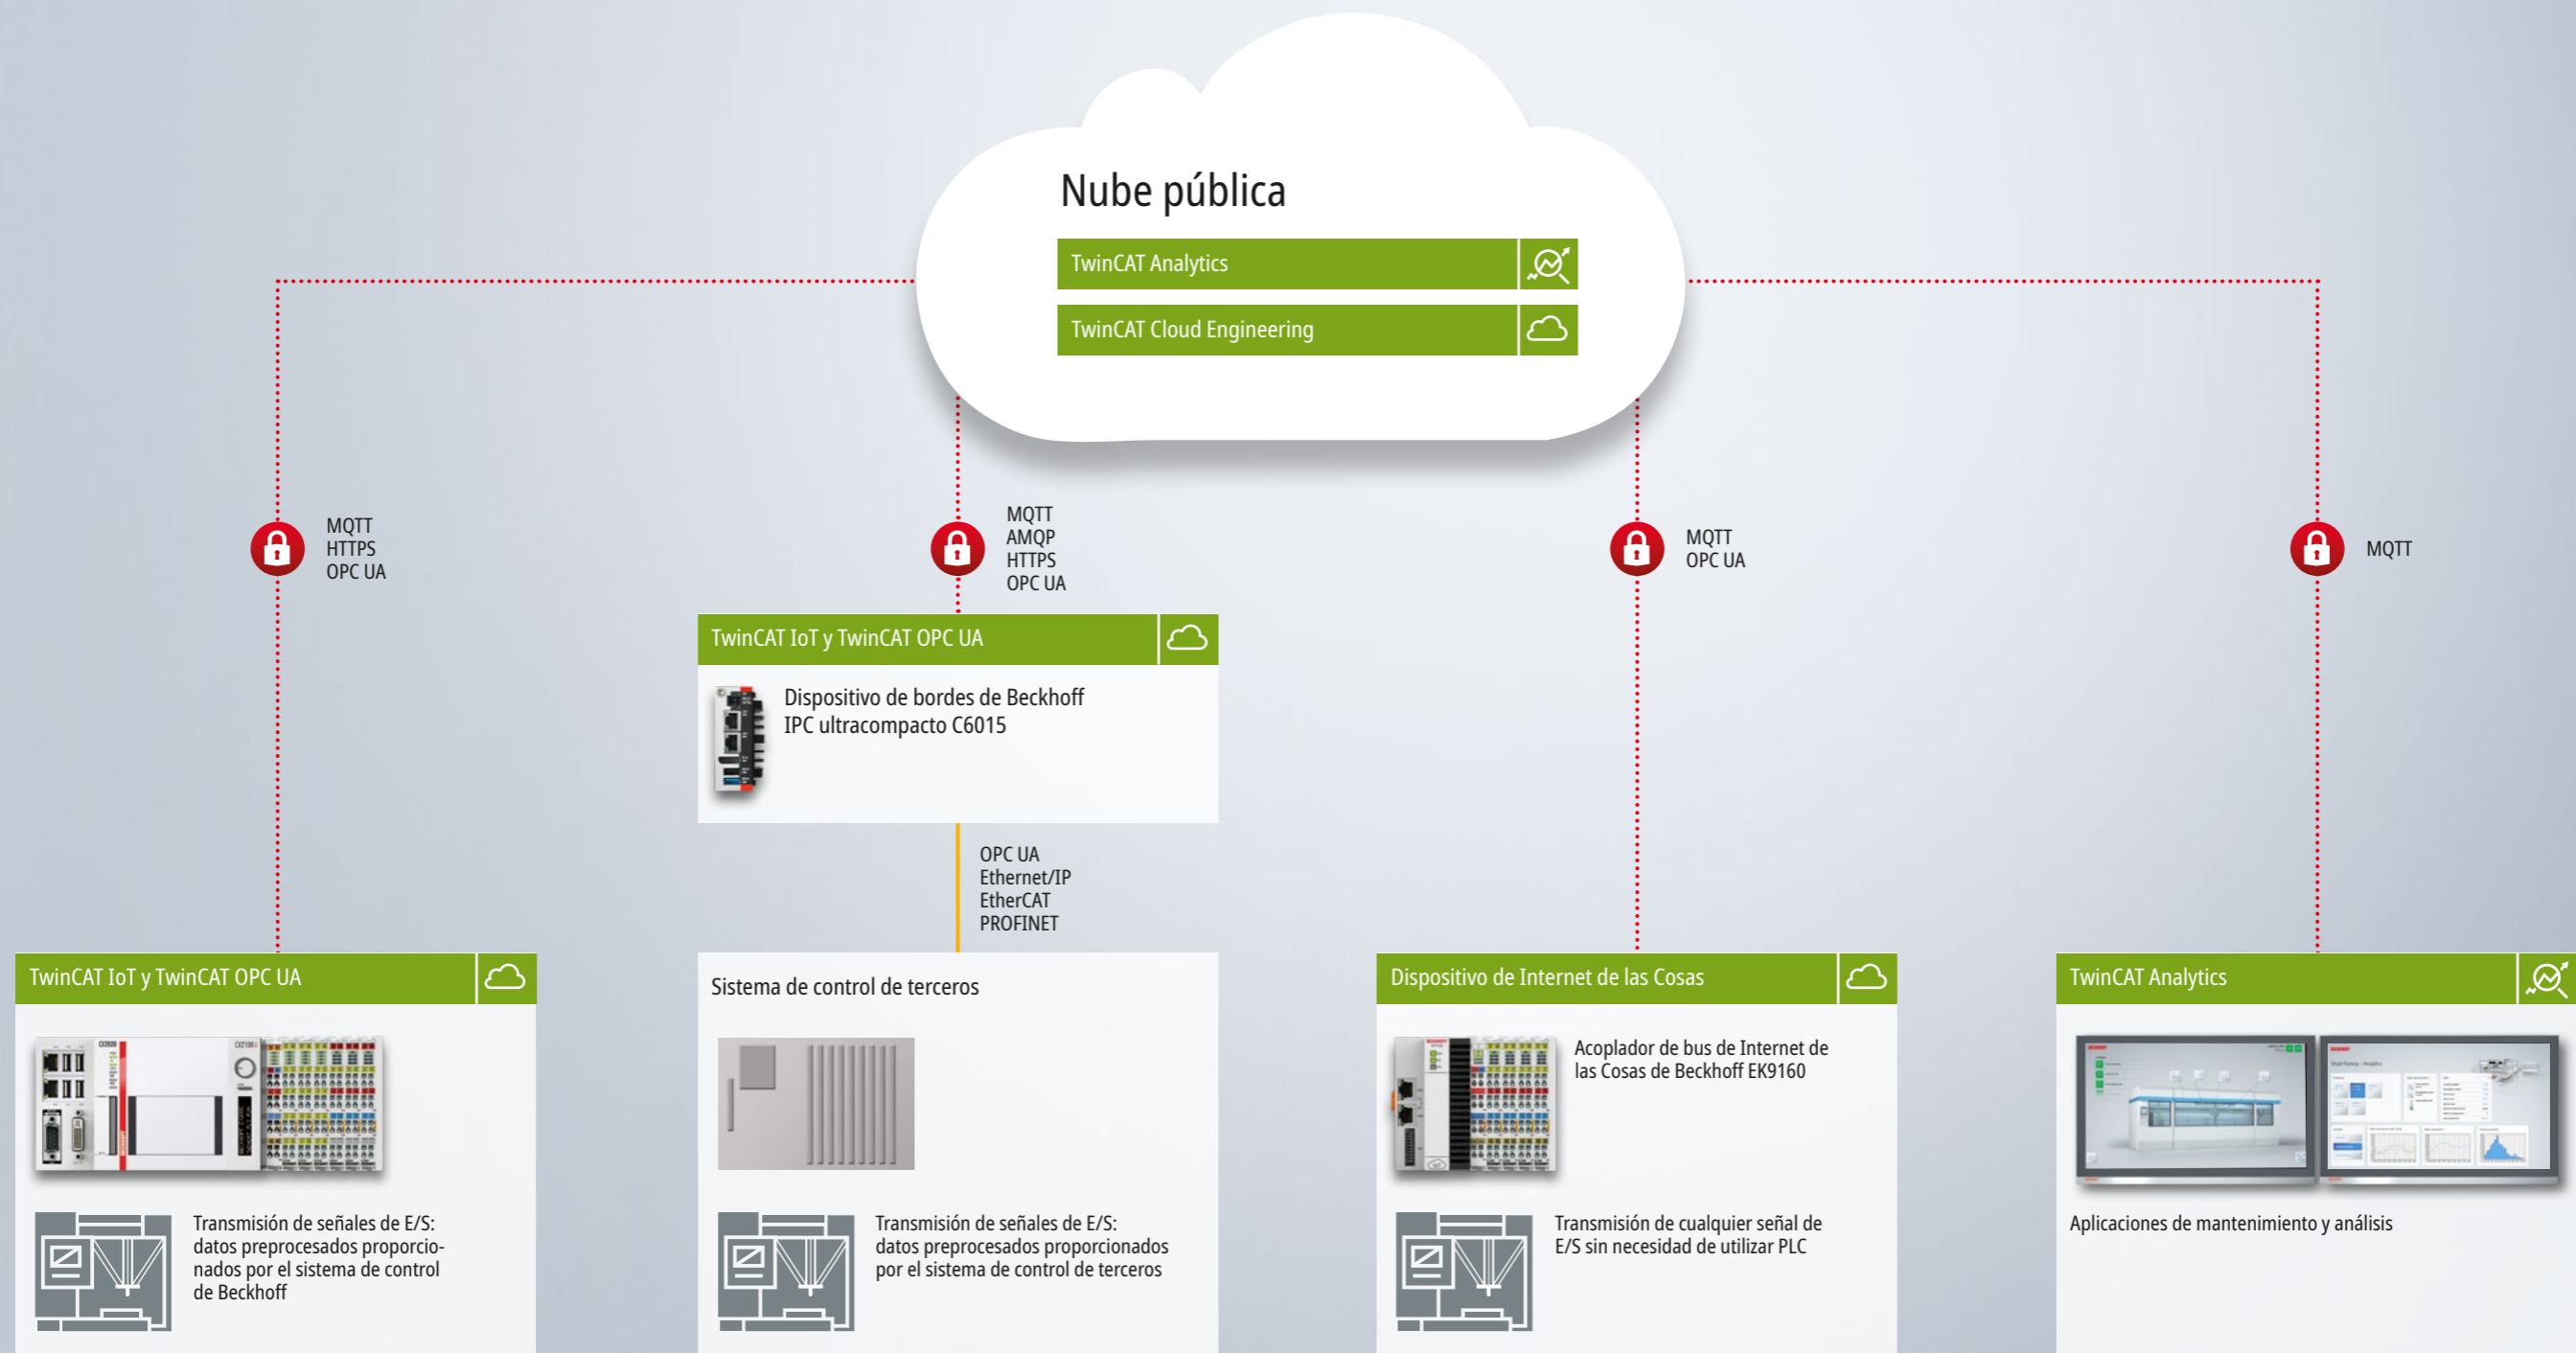 Nube pública
TwinCAT Analytics
TwinCAT Cloud Engineering
MQTT
HTTPS
OPC UA
MQTT
AMQP
HTTPS
OPC UA
MQTT
OPC UA
MQTT
TwinCAT IoT y TwinCAT OPC UA
Dispositivo de bordes de Beckhoff
IPC ultracompacto C6015
OPC UA
Ethernet/IP
EtherCAT
PROFINET
TwinCAT IoT y TwinCAT OPC UA
Transmisión de señales de E/S:
datos preprocesados proporcio-
nados por el sistema de control
de Beckhoff
Sistema de control de terceros
Transmisión de señales de E/S:
datos preprocesados proporcionados
por el sistema de control de terceros
Dispositivo de Internet de las Cosas
Acoplador de bus de Internet de
las Cosas de Beckhoff EK9160
Transmisión de cualquier señal de
E/S sin necesidad de utilizar PLC
TwinCAT Analytics
Smart Factory – Analytics
Aplicaciones de mantenimiento y análisis